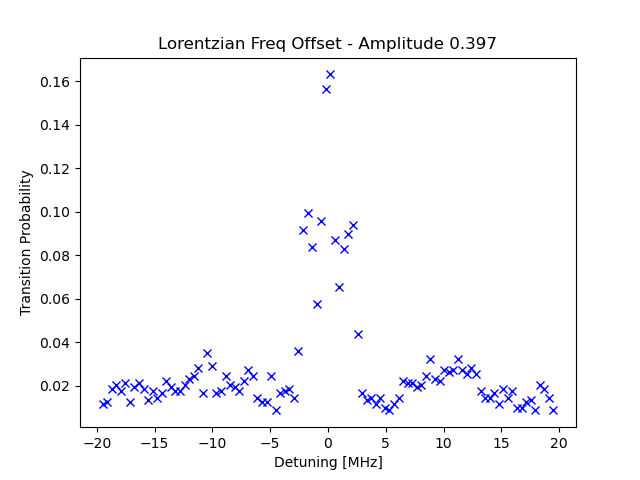 Lorentzian Freq Offset - Amplitude 0.397
Transition Probability
0.16
0.14
0.12
0.10
0.08
0.06
0.04
0.02
−20 −15 −10 −5 0 5 10 15 20
Detuning [MHz]